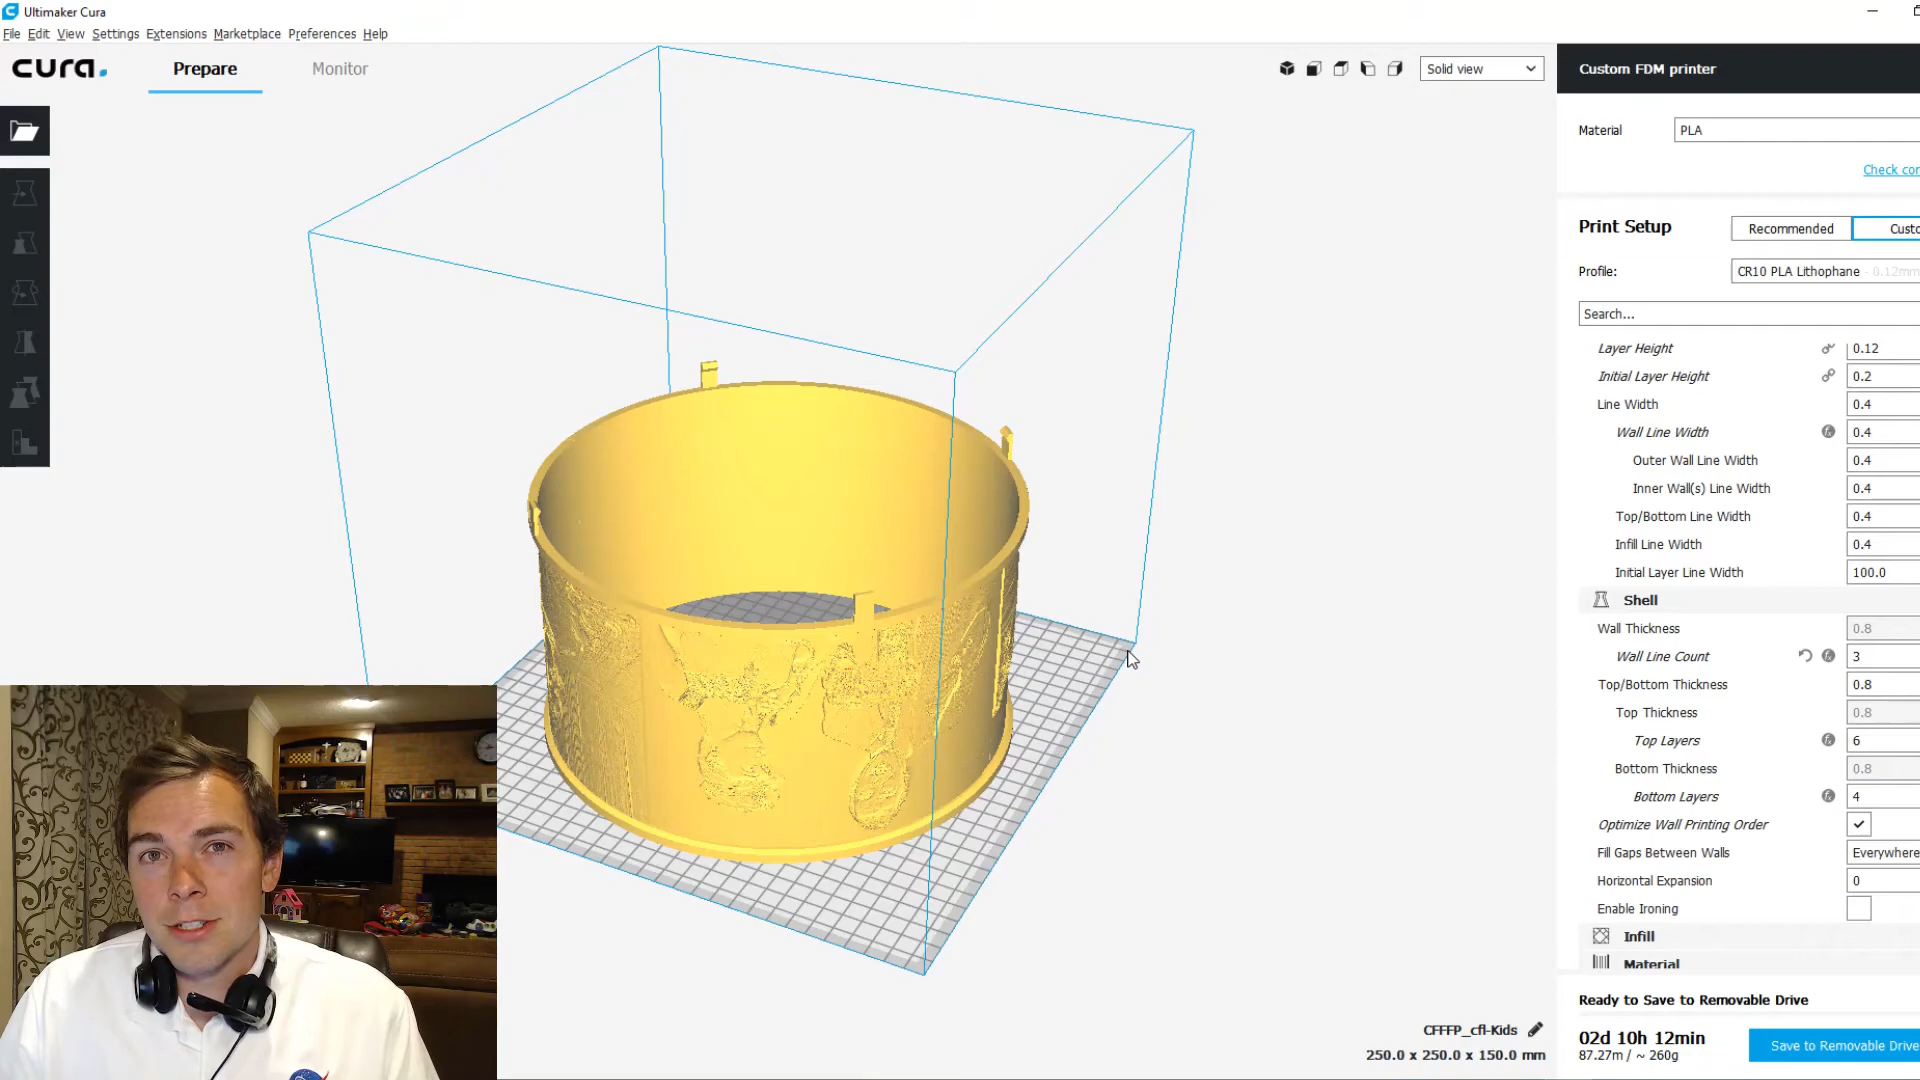 Ultimaker Cura
File Edit View Settings Extensions Marketplace Preferences Help
cura. Prepare Monitor
Solid view
Custom FDM printer
Material PLA
Check cor
Print Setup Recommended Custo
Profile: CR10 PLA Lithophane - 0.12mm
Search...
Layer Height 0.12
Initial Layer Height 0.2
Line Width 0.4
Wall Line Width 0.4
Outer Wall Line Width 0.4
Inner Wall(s) Line Width 0.4
Top/Bottom Line Width 0.4
Infill Line Width 0.4
Initial Layer Line Width 100.0
Shell
Wall Thickness 0.8
Wall Line Count 3
Top/Bottom Thickness 0.8
Top Thickness 0.8
Top Layers 6
Bottom Thickness 0.8
Bottom Layers 4
Optimize Wall Printing Order
Fill Gaps Between Walls Everywhere
Horizontal Expansion 0
Enable Ironing
Infill
Material
Ready to Save to Removable Drive
02d 10h 12min
87.27m / ~ 260g
Save to Removable Drive
CFFFP_cfl-Kids
250.0 x 250.0 x 150.0 mm